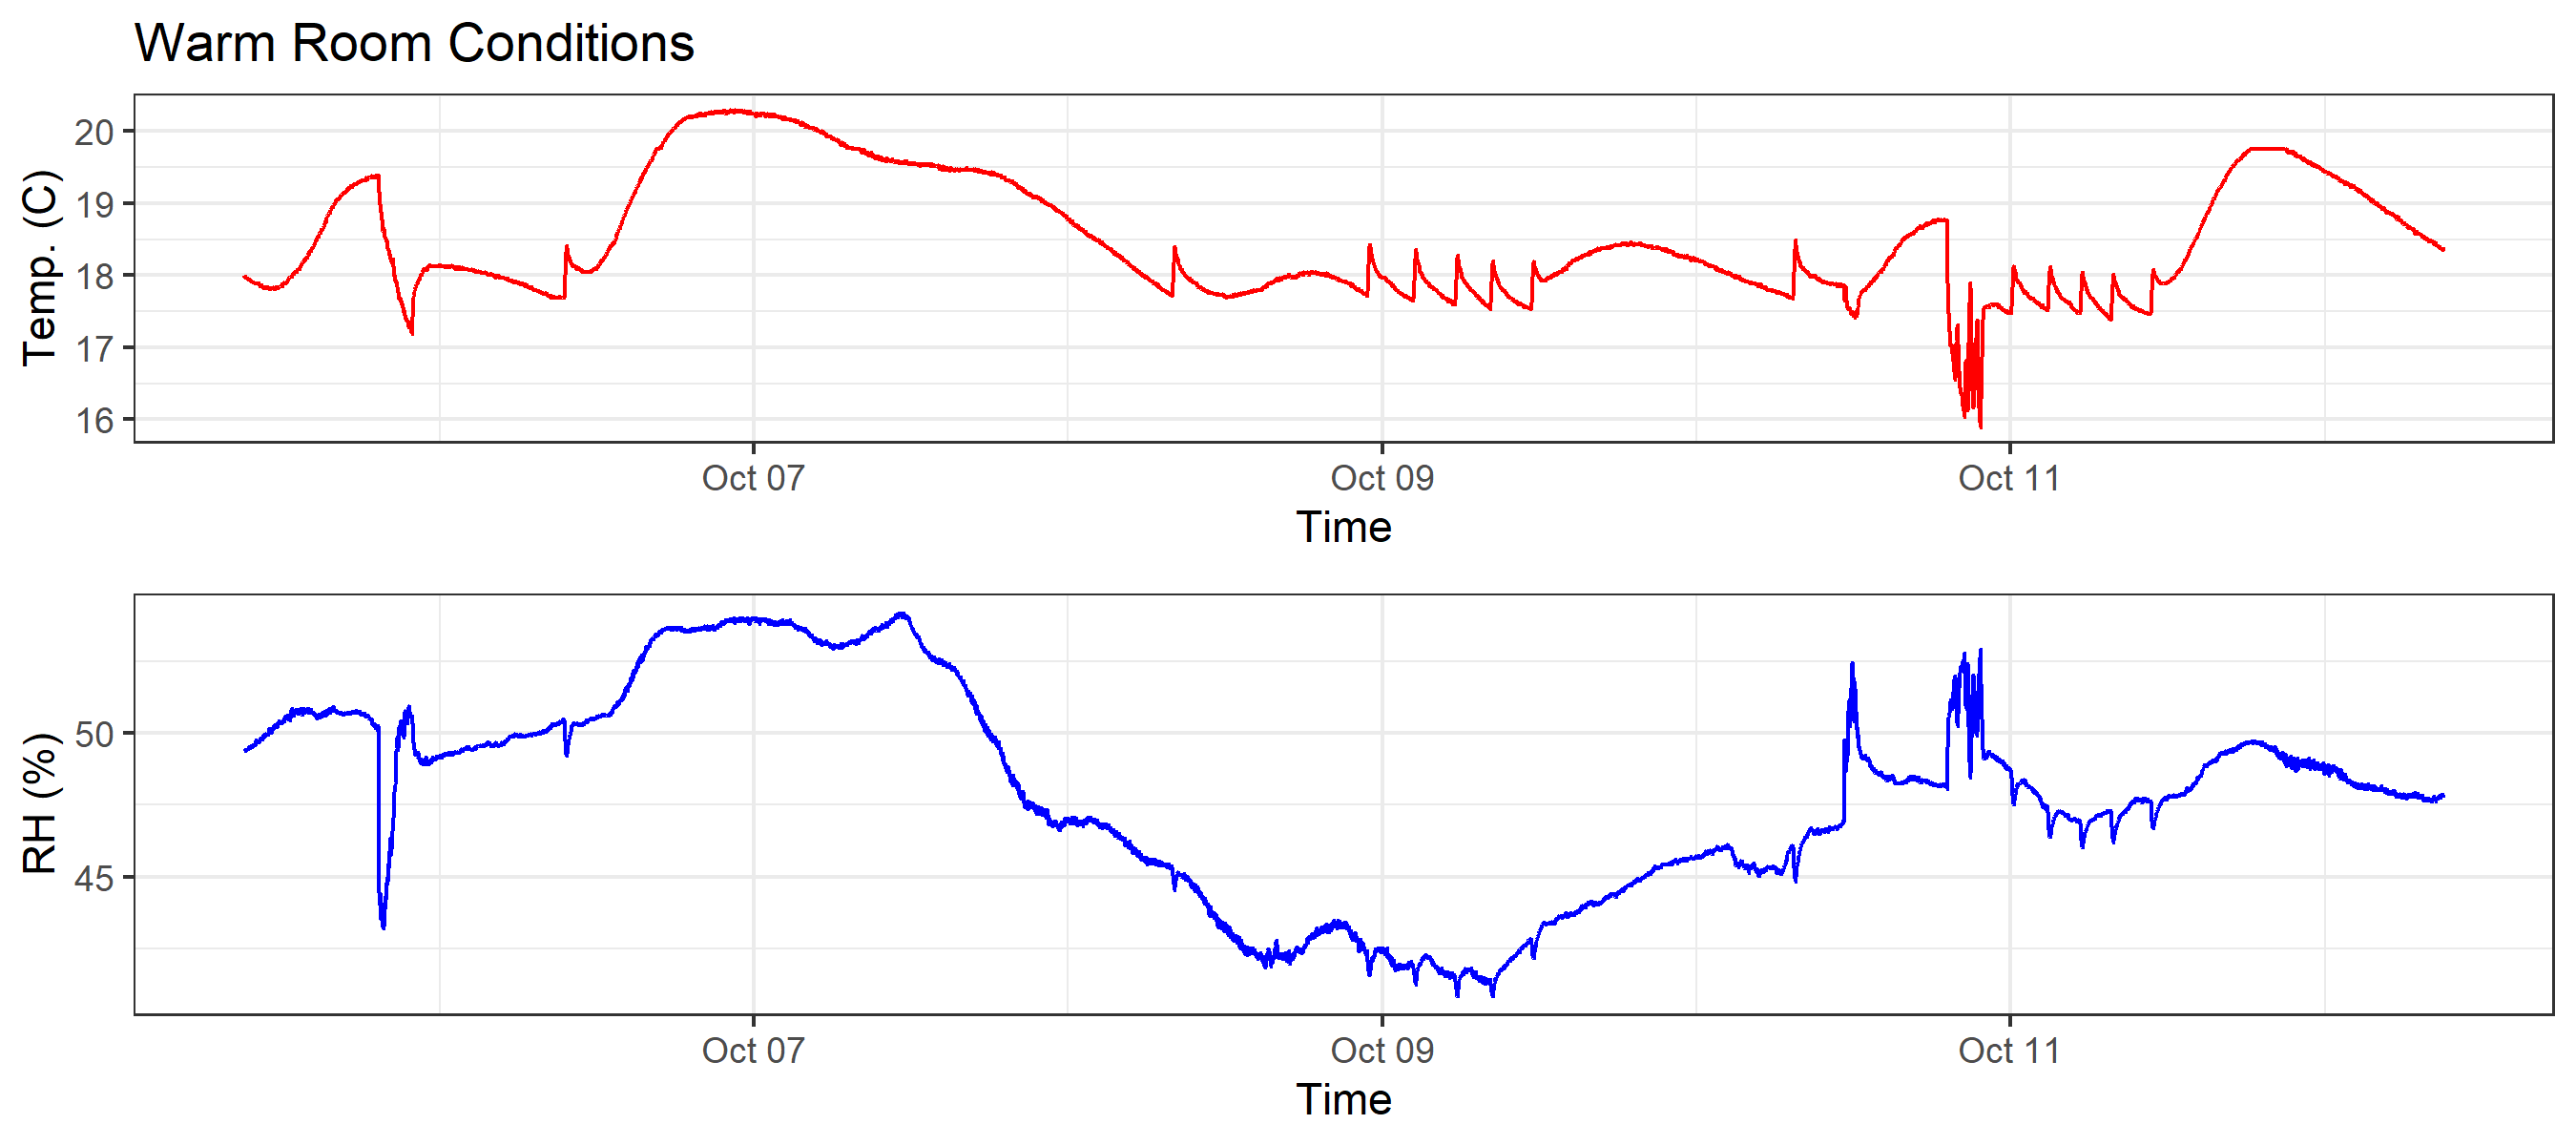 Warm Room Conditions
Temp. (C)
20
19
18
17
16
Oct 07 Oct 09 Oct 11
Time
RH (%)
50
45
Oct 07 Oct 09 Oct 11
Time